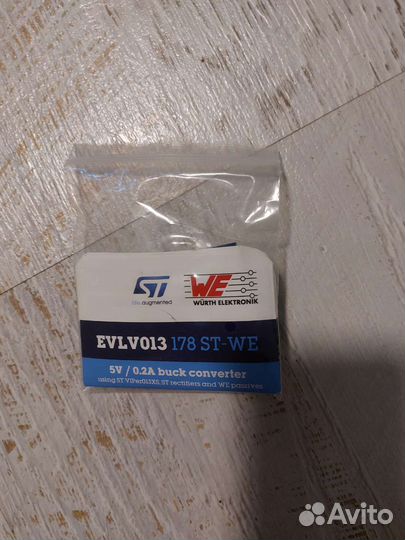 ST
life.augmented
WE
WÜRTH ELEKTRONIK
EVLV013 178 ST-WE
5V / 0.2A buck converter
using ST VIPer013XS, ST rectifiers and WE passives
Avito